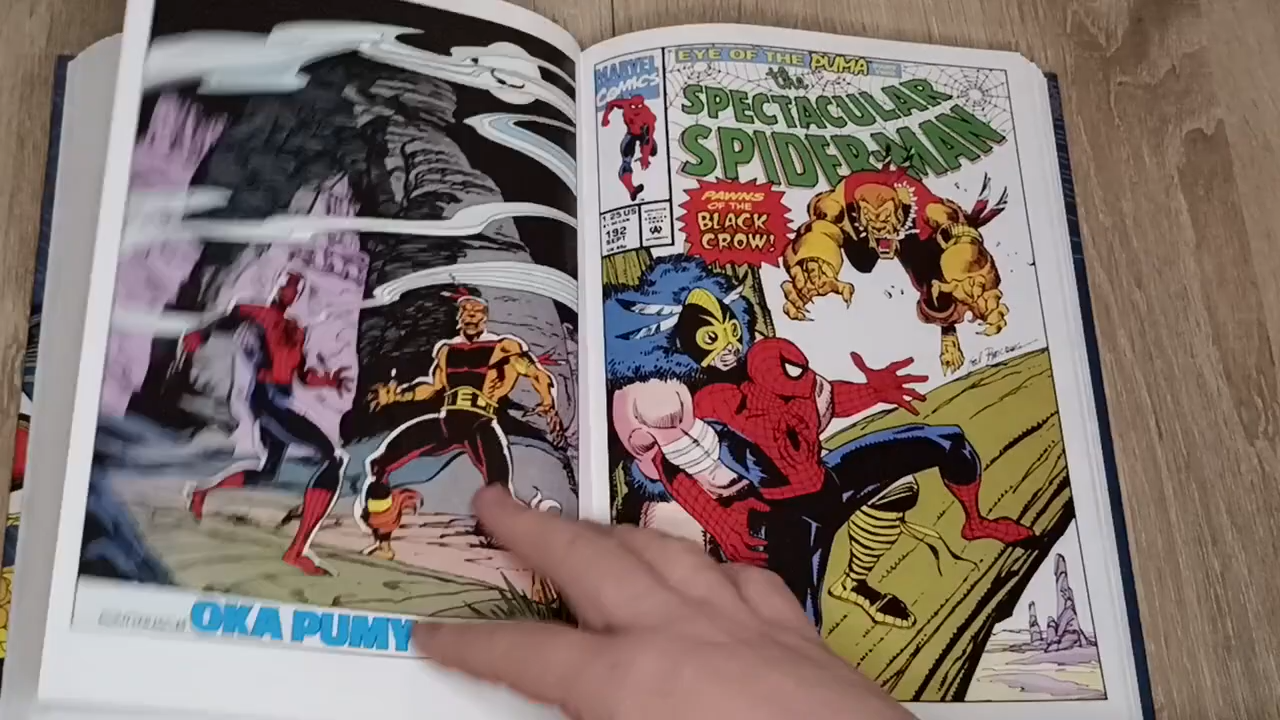 OKA PUMY
EYE OF THE PUMA
MARVEL
COMICS
the
SPECTACULAR
SPIDER-MAN
PAWNS
OF THE
BLACK
CROW!
1.25 US
192
SEPT